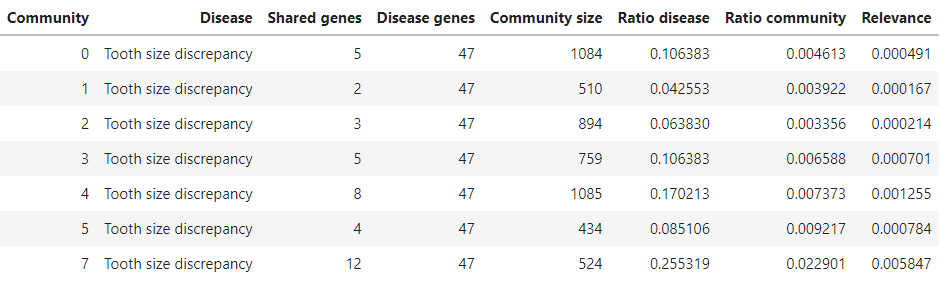 Community Disease Shared genes Disease genes Community size Ratio disease Ratio community Relevance
0 Tooth size discrepancy 5 47 1084 0.106383 0.004613 0.000491
1 Tooth size discrepancy 2 47 510 0.042553 0.003922 0.000167
2 Tooth size discrepancy 3 47 894 0.063830 0.003356 0.000214
3 Tooth size discrepancy 5 47 759 0.106383 0.006588 0.000701
4 Tooth size discrepancy 8 47 1085 0.170213 0.007373 0.001255
5 Tooth size discrepancy 4 47 434 0.085106 0.009217 0.000784
7 Tooth size discrepancy 12 47 524 0.255319 0.022901 0.005847